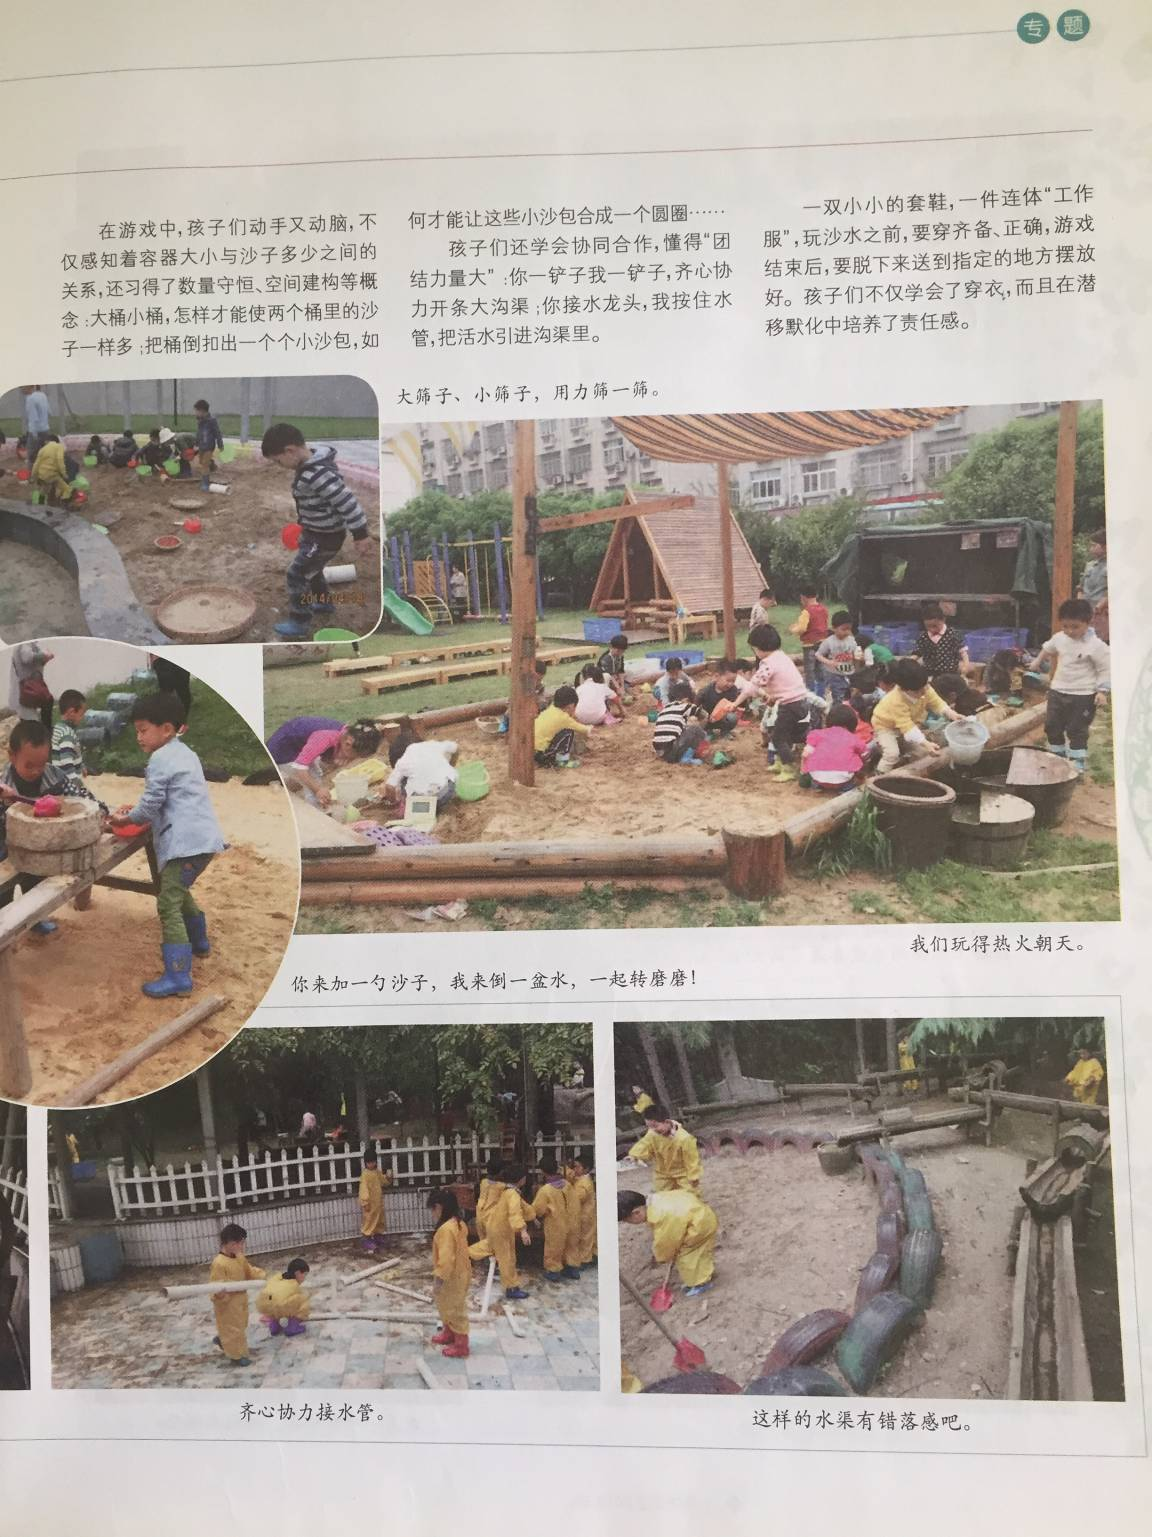 专 题
在游戏中，孩子们动手又动脑，不
仅感知着容器大小与沙子多少之间的
关系，还习得了数量守恒、空间建构等概
念：大桶小桶，怎样才能使两个桶里的沙
子一样多；把桶倒扣出一个个小沙包，如
何才能让这些小沙包合成一个圆圈……
孩子们还学会协同合作，懂得“团
结力量大”：你一铲子我一铲子，齐心协
力开条大沟渠；你接水龙头，我按住水
管，把活水引进沟渠里。
一双小小的套鞋，一件连体“工作
服”，玩沙水之前，要穿齐备、正确，游戏
结束后，要脱下来送到指定的地方摆放
好。孩子们不仅学会了穿衣，而且在潜
移默化中培养了责任感。
大筛子、小筛子，用力筛一筛。
我们玩得热火朝天。
你来加一勺沙子，我来倒一盆水，一起转磨磨！
齐心协力接水管。
这样的水渠有错落感吧。